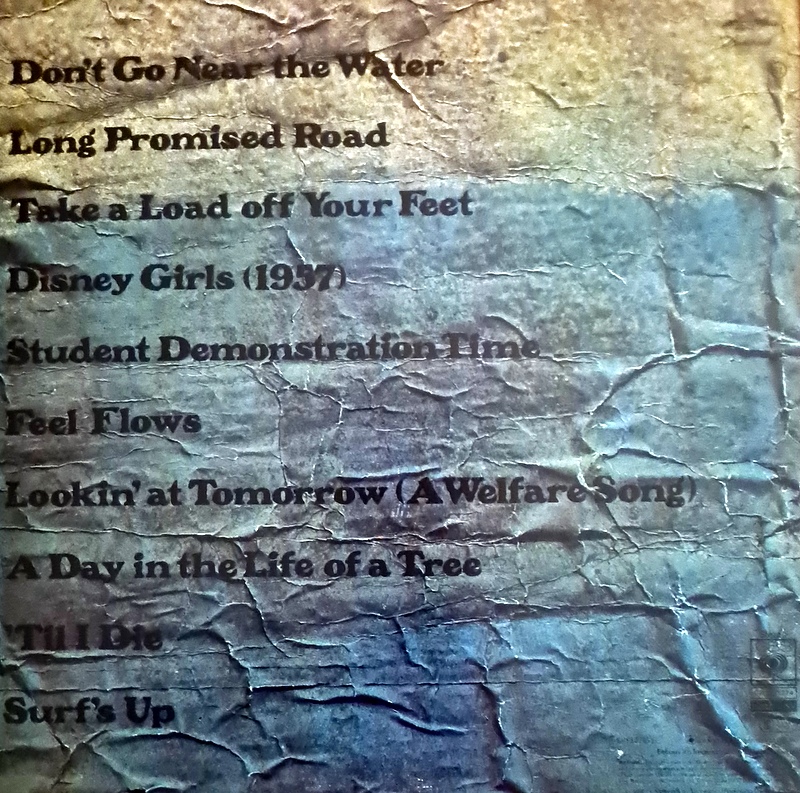 Don't Go Near the Water
Long Promised Road
Take a Load off Your Feet
Disney Girls (1957)
Student Demonstration Time
Feel Flows
Lookin' at Tomorrow (A Welfare Song)
A Day in the Life of a Tree
'Til I Die
Surf's Up